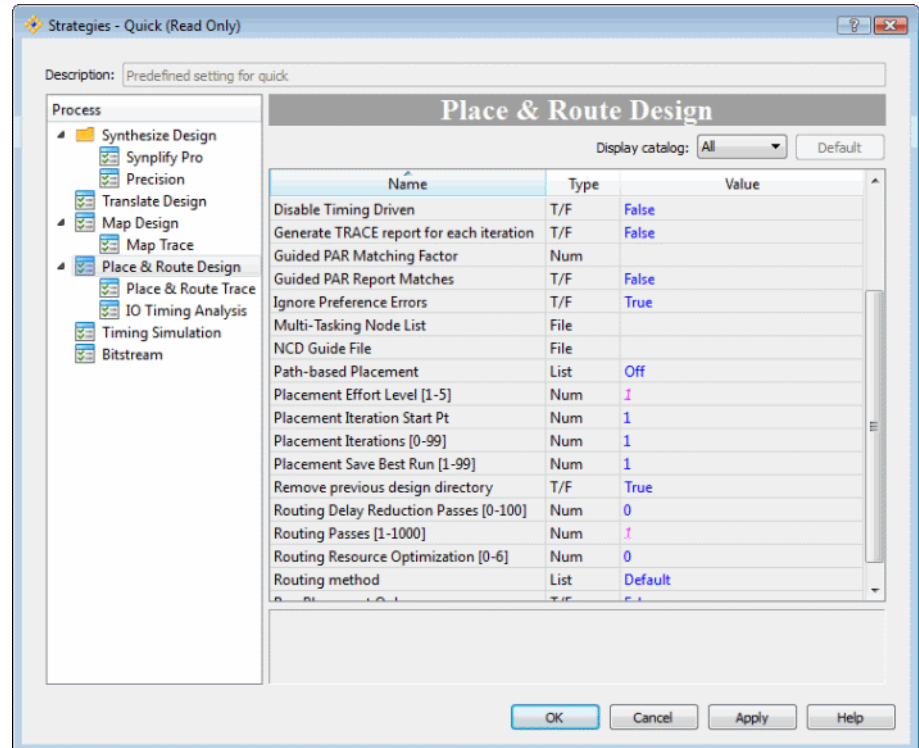 Strategies - Quick (Read Only)
Description: Predefined setting for quick
Process
Synthesize Design
Synplify Pro
Precision
Translate Design
Map Design
Map Trace
Place & Route Design
Place & Route Trace
IO Timing Analysis
Timing Simulation
Bitstream
Place & Route Design
Display catalog: All Default
Name Type Value
Disable Timing Driven T/F False
Generate TRACE report for each iteration T/F False
Guided PAR Matching Factor Num
Guided PAR Report Matches T/F False
Ignore Preference Errors T/F True
Multi-Tasking Node List File
NCD Guide File File
Path-based Placement List Off
Placement Effort Level [1-5] Num 1
Placement Iteration Start Pt Num 1
Placement Iterations [0-99] Num 1
Placement Save Best Run [1-99] Num 1
Remove previous design directory T/F True
Routing Delay Reduction Passes [0-100] Num 0
Routing Passes [1-1000] Num 1
Routing Resource Optimization [0-6] Num 0
Routing method List Default
OK Cancel Apply Help